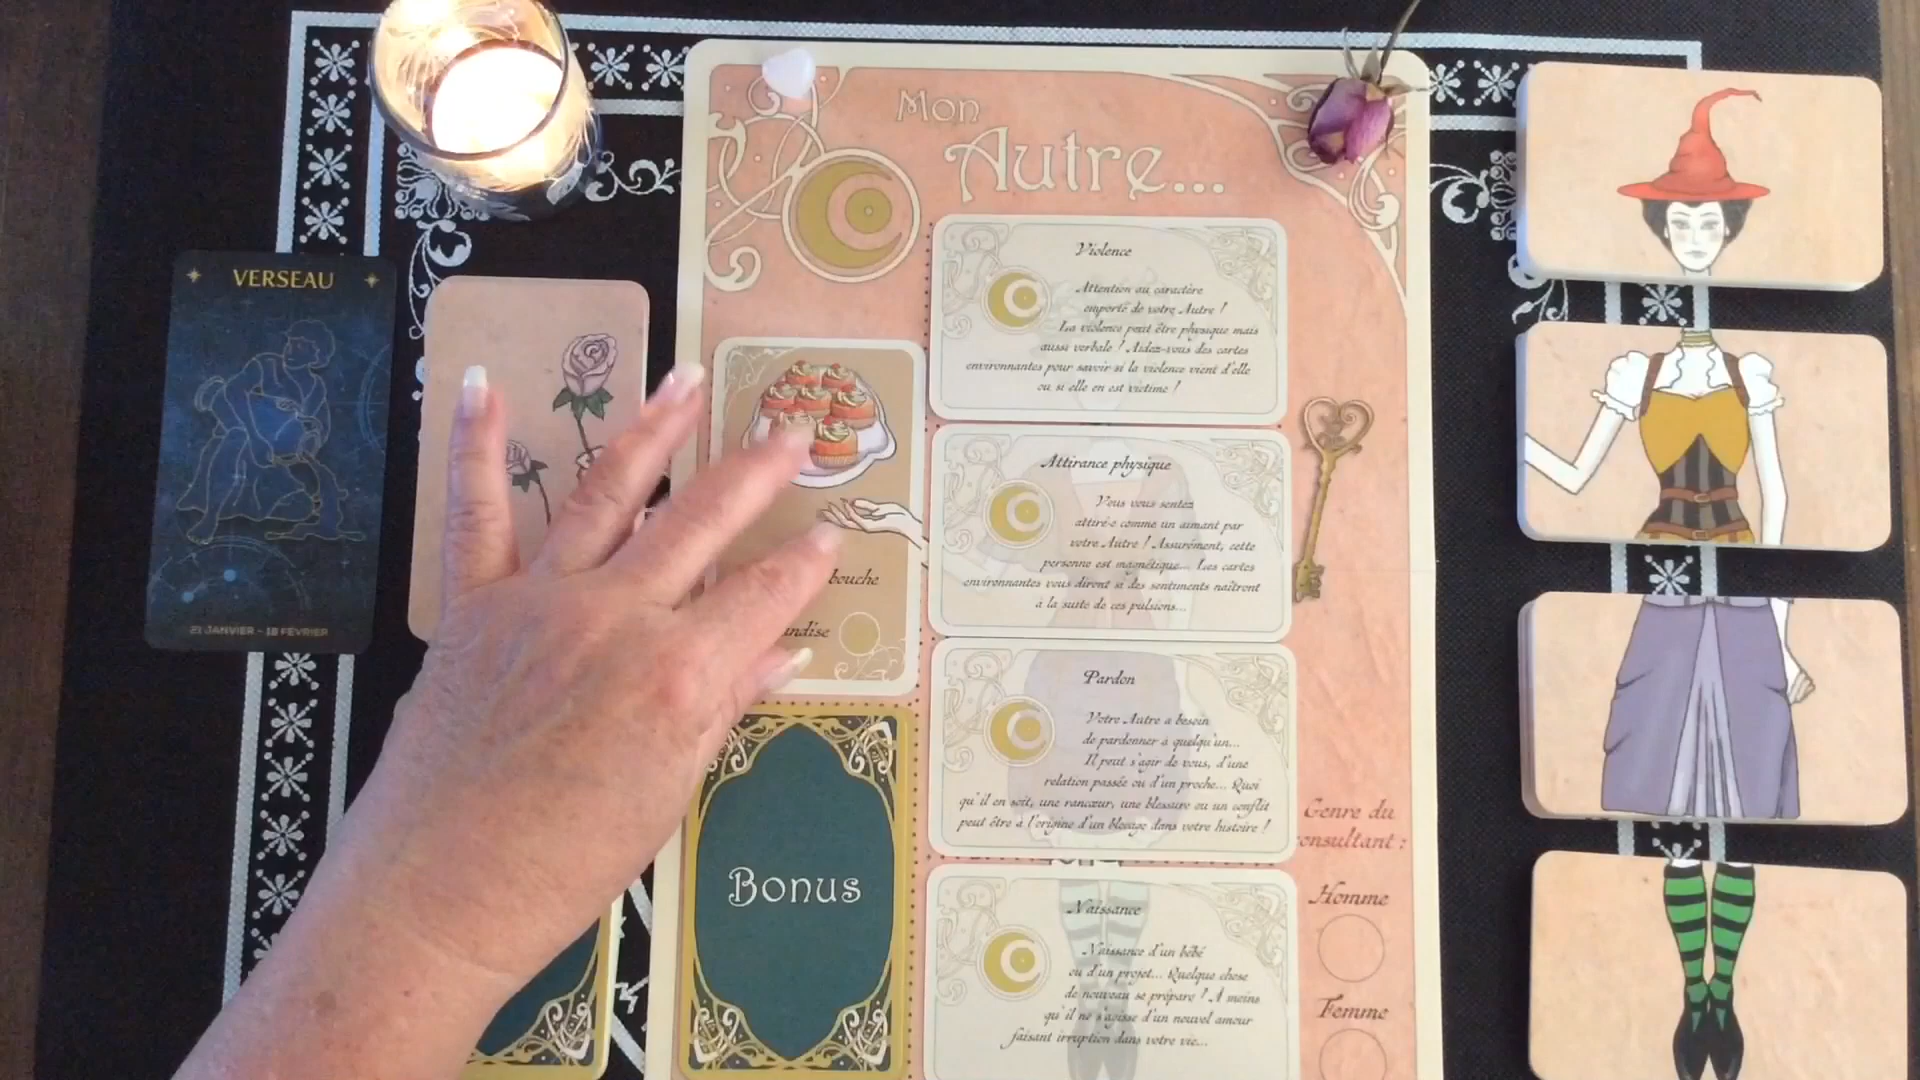 VERSEAU
21 JANVIER - 18 FÉVRIER
Mon
Autre...
bouche
Bonus
Violence
Attention au caractère
emporté de votre Autre !
La violence peut être physique mais
aussi verbale ! Aidez-vous des cartes
environnantes pour savoir si la violence vient d'elle
ou si elle en est victime !
Attirance physique
Vous vous sentez
attiré·e comme un aimant par
votre Autre ! Assurément, cette
personne est magnétique... Les cartes
environnantes vous diront si des sentiments naîtront
à la suite de ces pulsions...
Pardon
Votre Autre a besoin
de pardonner à quelqu'un...
Il peut s'agir de vous, d'une
relation passée ou d'un proche... Quoi
qu'il en soit, une rancœur, une blessure ou un conflit
peut être à l'origine d'un blocage dans votre histoire !
Naissance
Naissance d'un bébé
ou d'un projet... Quelque chose
de nouveau se prépare ! À moins
qu'il ne s'agisse d'un nouvel amour
faisant irruption dans votre vie...
Genre du
consultant :
Homme
Femme